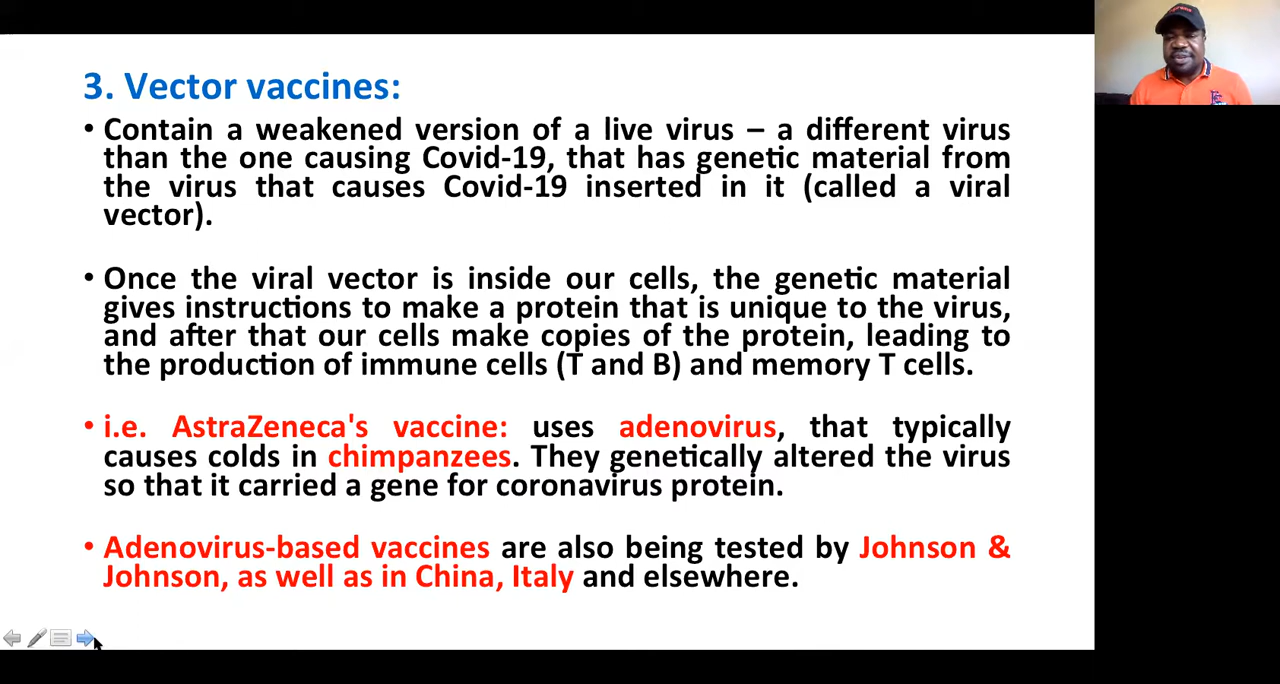 3. Vector vaccines:
• Contain a weakened version of a live virus – a different virus
than the one causing Covid-19, that has genetic material from
the virus that causes Covid-19 inserted in it (called a viral
vector).
• Once the viral vector is inside our cells, the genetic material
gives instructions to make a protein that is unique to the virus,
and after that our cells make copies of the protein, leading to
the production of immune cells (T and B) and memory T cells.
• i.e. AstraZeneca's vaccine: uses adenovirus, that typically
causes colds in chimpanzees. They genetically altered the virus
so that it carried a gene for coronavirus protein.
• Adenovirus-based vaccines are also being tested by Johnson &
Johnson, as well as in China, Italy and elsewhere.